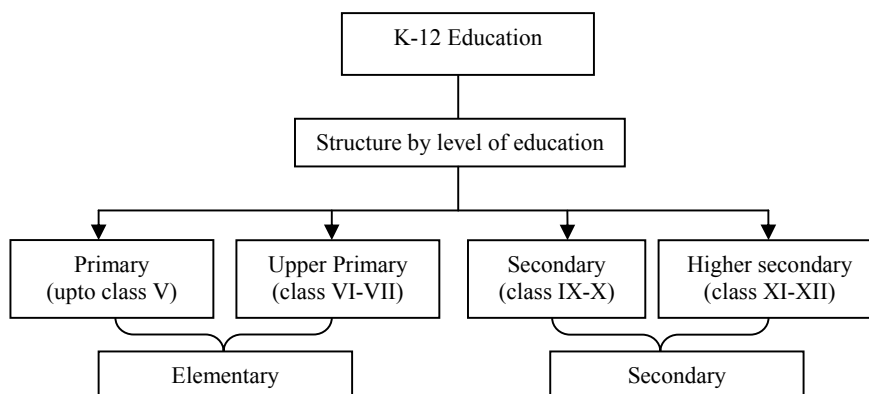 K-12 Education
Structure by level of education
Primary
(upto class V)
Upper Primary
(class VI-VII)
Secondary
(class IX-X)
Higher secondary
(class XI-XII)
Elementary
Secondary